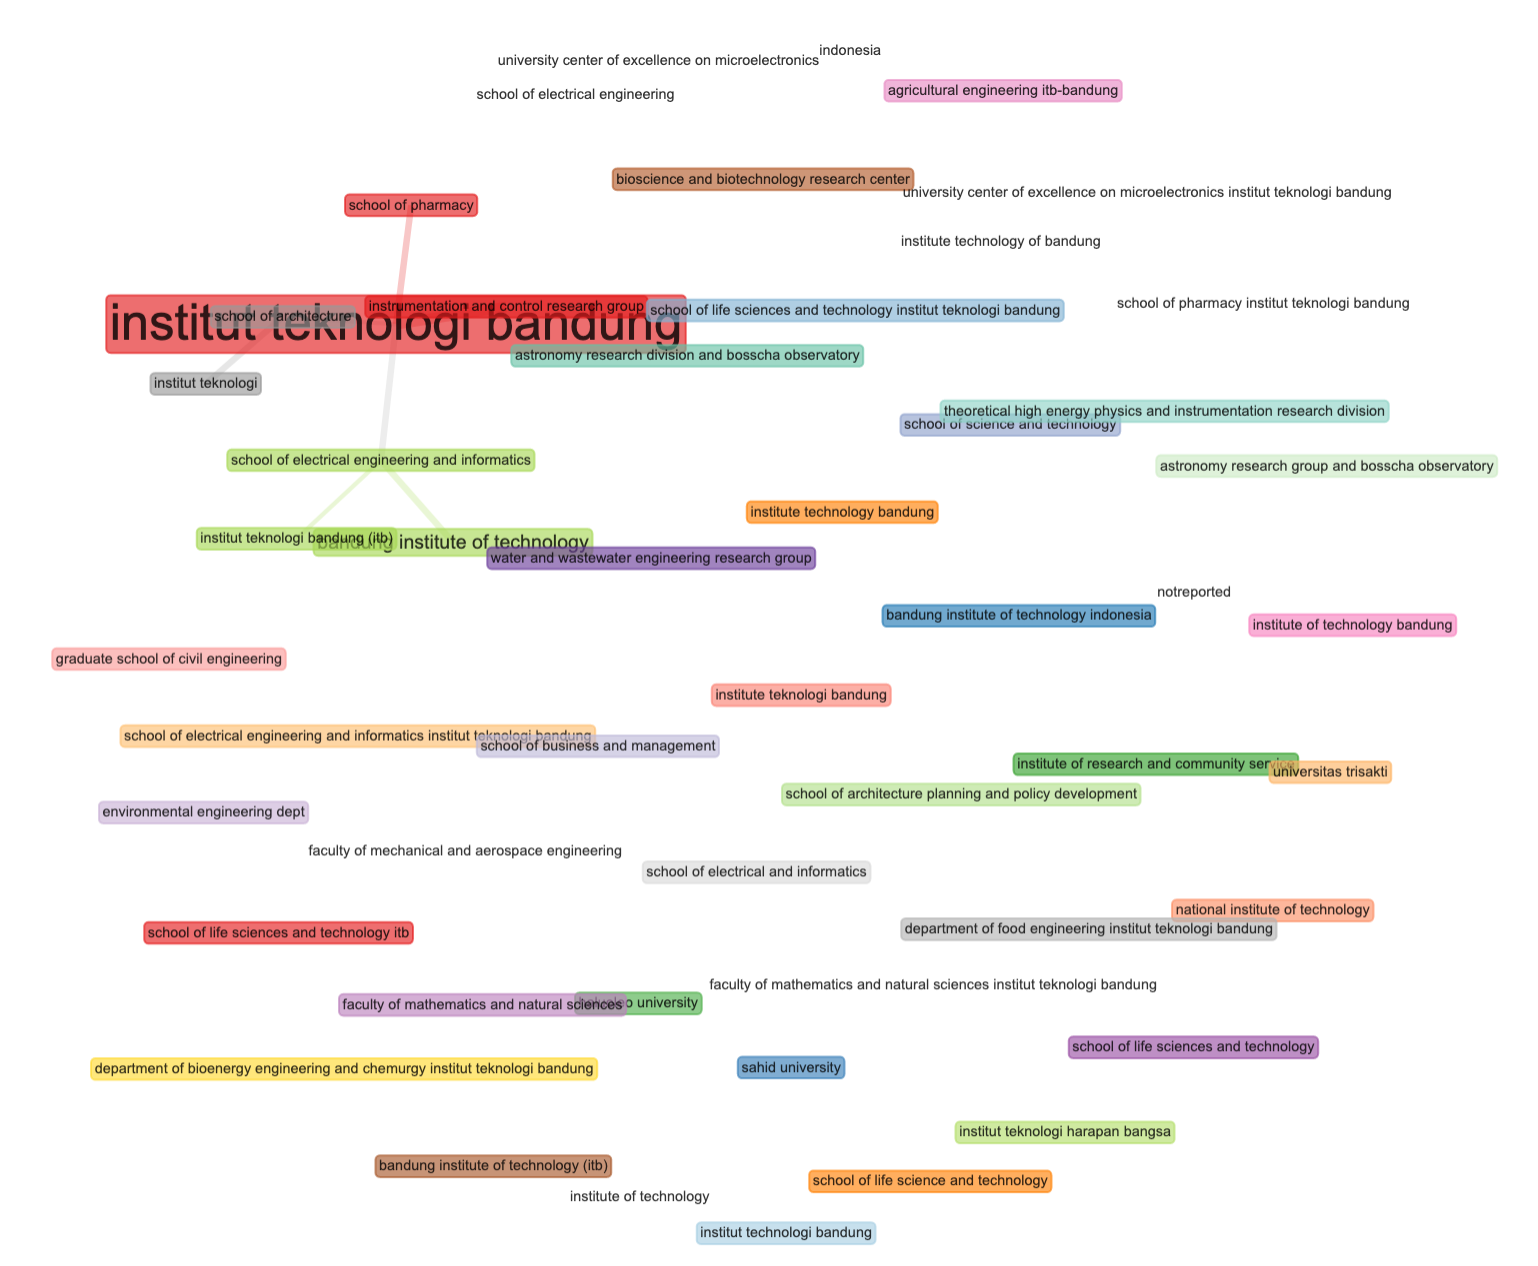 indonesia
university center of excellence on microelectronics
agricultural engineering itb-bandung
school of electrical engineering
bioscience and biotechnology research center
university center of excellence on microelectronics institut teknologi bandung
school of pharmacy
institute technology of bandung
school of pharmacy institut teknologi bandung
instrumentation and control research group
school of life sciences and technology institut teknologi bandung
school of architecture
institut teknologi bandung
astronomy research division and bosscha observatory
institut teknologi
theoretical high energy physics and instrumentation research division
school of science and technology
school of electrical engineering and informatics
astronomy research group and bosscha observatory
institute technology bandung
institut teknologi bandung (itb)
bandung institute of technology
water and wastewater engineering research group
notreported
bandung institute of technology indonesia
institute of technology bandung
graduate school of civil engineering
institute teknologi bandung
school of electrical engineering and informatics institut teknologi bandung
school of business and management
institute of research and community service
universitas trisakti
school of architecture planning and policy development
environmental engineering dept
faculty of mechanical and aerospace engineering
school of electrical and informatics
national institute of technology
department of food engineering institut teknologi bandung
school of life sciences and technology itb
faculty of mathematics and natural sciences institut teknologi bandung
faculty of mathematics and natural sciences
university
school of life sciences and technology
department of bioenergy engineering and chemurgy institut teknologi bandung
sahid university
institut teknologi harapan bangsa
bandung institute of technology (itb)
school of life science and technology
institute of technology
institut technologi bandung